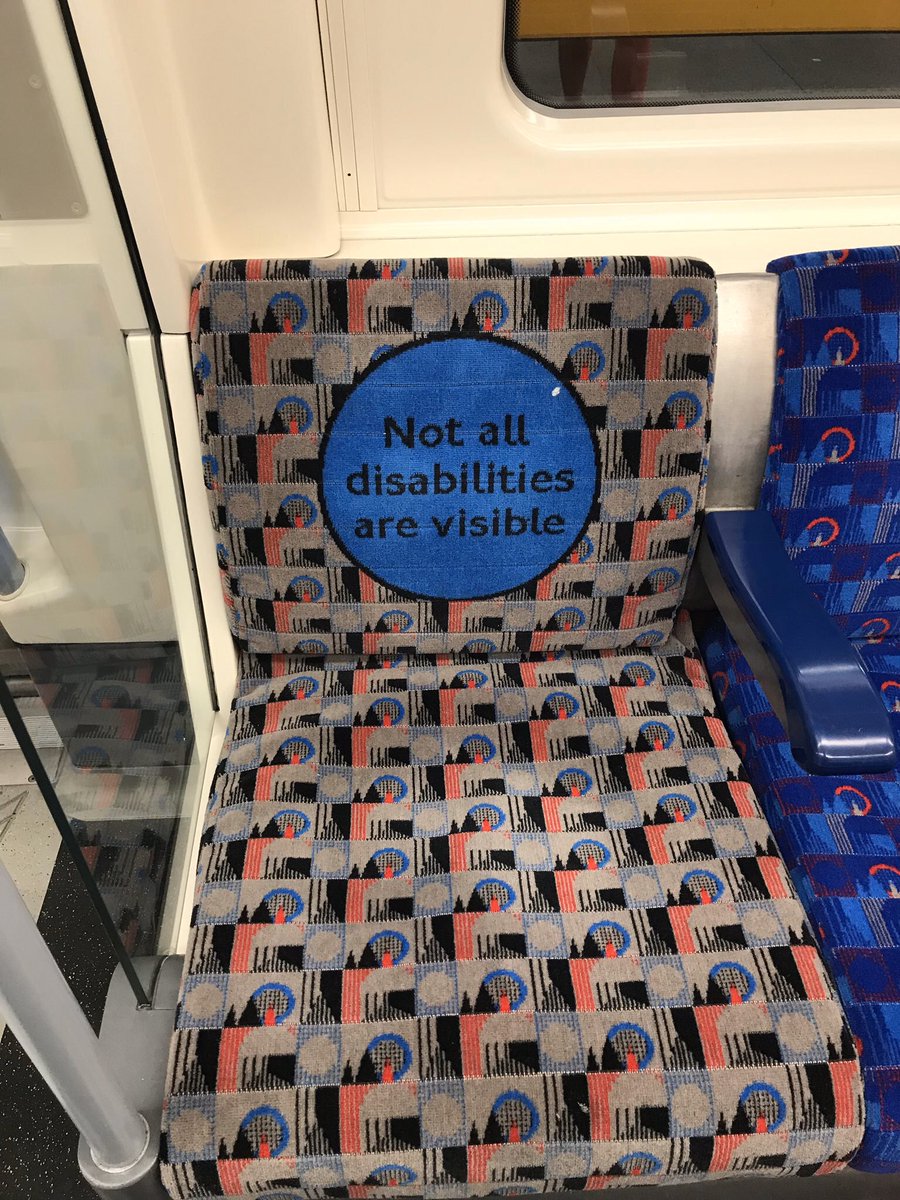 Not all
disabilities
are visible